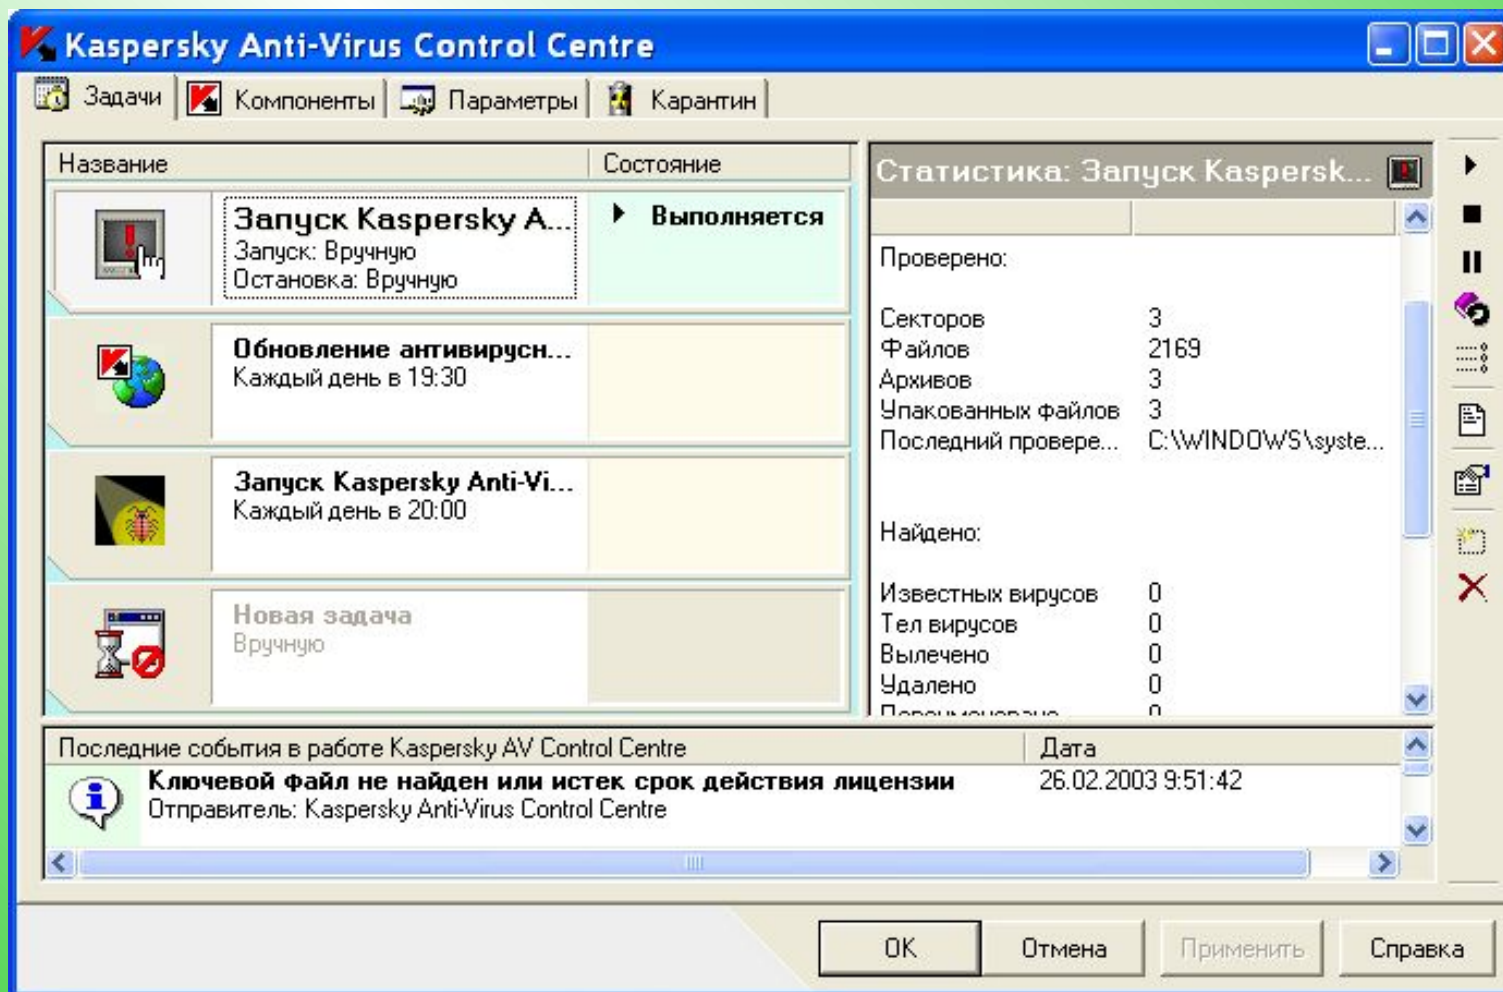 Kaspersky Anti-Virus Control Centre
Задачи Компоненты Параметры Карантин
Название Состояние
Запуск Kaspersky A... Выполняется
Запуск: Вручную
Остановка: Вручную
Обновление антивирусн...
Каждый день в 19:30
Запуск Kaspersky Anti-Vi...
Каждый день в 20:00
Новая задача
Вручную
Статистика: Запуск Kaspersk...
Проверено:
Секторов 3
Файлов 2169
Архивов 3
Упакованных файлов 3
Последний провере... C:\WINDOWS\syste...
Найдено:
Известных вирусов 0
Тел вирусов 0
Вылечено 0
Удалено 0
Переименовано 0
Последние события в работе Kaspersky AV Control Centre Дата
Ключевой файл не найден или истек срок действия лицензии 26.02.2003 9:51:42
Отправитель: Kaspersky Anti-Virus Control Centre
OK Отмена Применить Справка